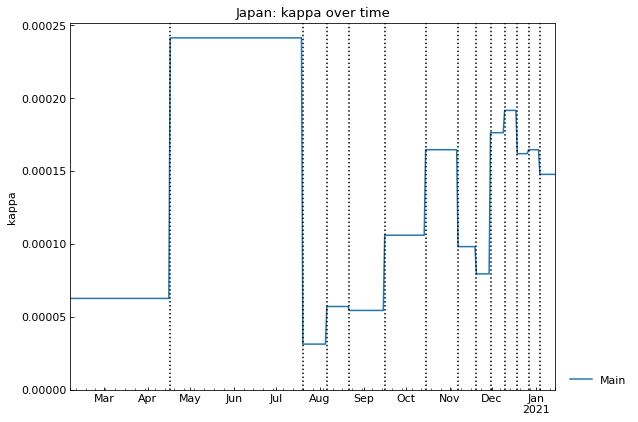 Japan: kappa over time
kappa
0.00025
0.00020
0.00015
0.00010
0.00005
0.00000
Mar Apr May Jun Jul Aug Sep Oct Nov Dec Jan
2021
Main